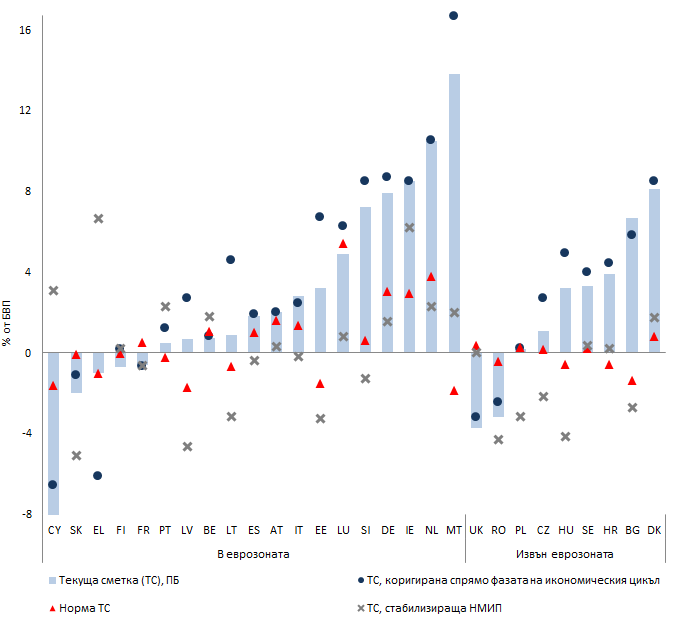 16
12
8
4
0
-4
-8
% от БВП
CY SK EL FI FR PT LV BE LT ES AT IT EE LU SI DE IE NL MT UK RO PL CZ HU SE HR BG DK
В еврозоната Извън еврозоната
Текуща сметка (ТС), ПБ ТС, коригирана спрямо фазата на икономическия цикъл
Норма ТС ТС, стабилизираща НМИП